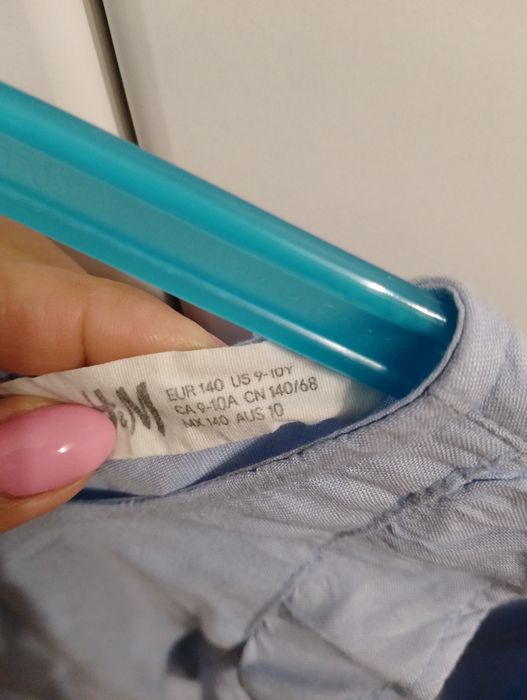 H&M
EUR 140 US 9-10Y
CA 9-10A CN 140/68
MX 140 AUS 10